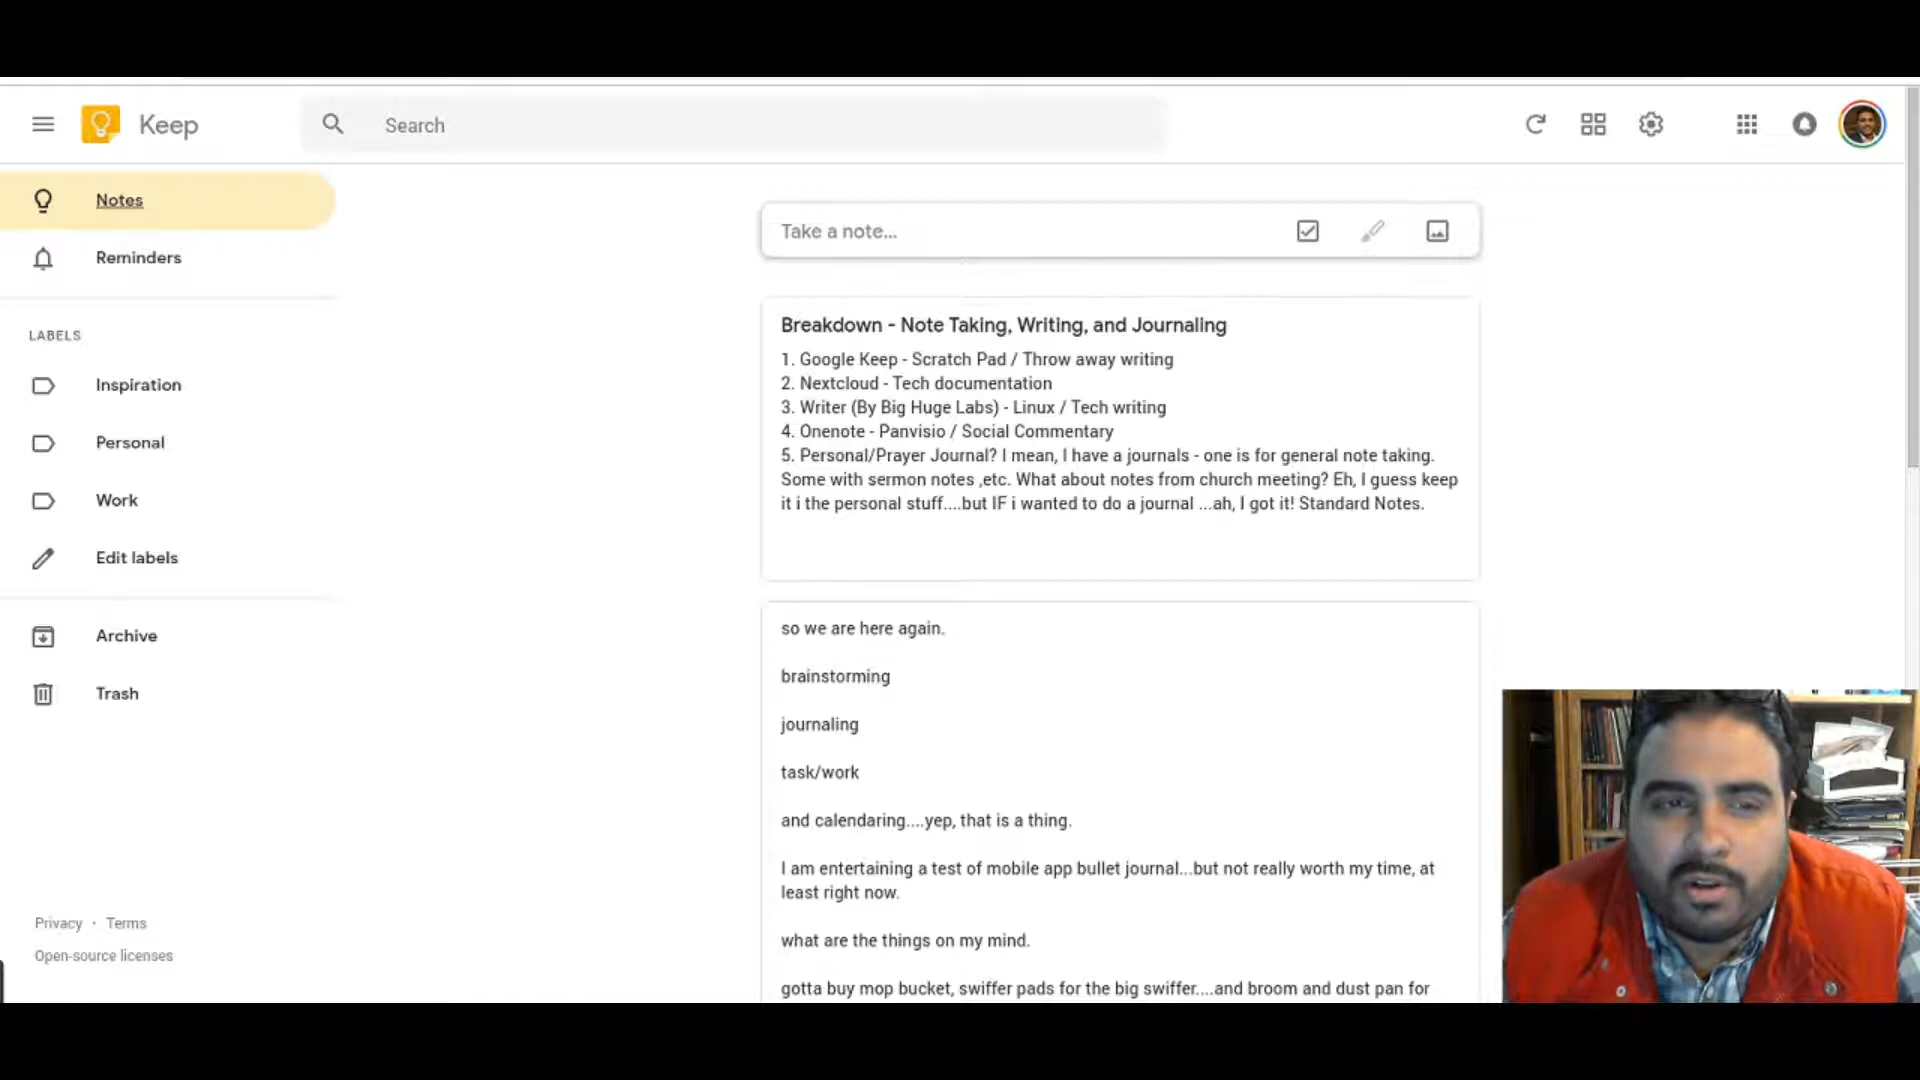 Keep
Search
Notes
Reminders
LABELS
Inspiration
Personal
Work
Edit labels
Archive
Trash
Privacy · Terms
Open-source licenses
Take a note...
Breakdown - Note Taking, Writing, and Journaling
1. Google Keep - Scratch Pad / Throw away writing
2. Nextcloud - Tech documentation
3. Writer (By Big Huge Labs) - Linux / Tech writing
4. Onenote - Panvisio / Social Commentary
5. Personal/Prayer Journal? I mean, I have a journals - one is for general note taking.
Some with sermon notes ,etc. What about notes from church meeting? Eh, I guess keep
it i the personal stuff....but IF i wanted to do a journal ...ah, I got it! Standard Notes.
so we are here again.
brainstorming
journaling
task/work
and calendaring....yep, that is a thing.
I am entertaining a test of mobile app bullet journal...but not really worth my time, at
least right now.
what are the things on my mind.
gotta buy mop bucket, swiffer pads for the big swiffer....and broom and dust pan for